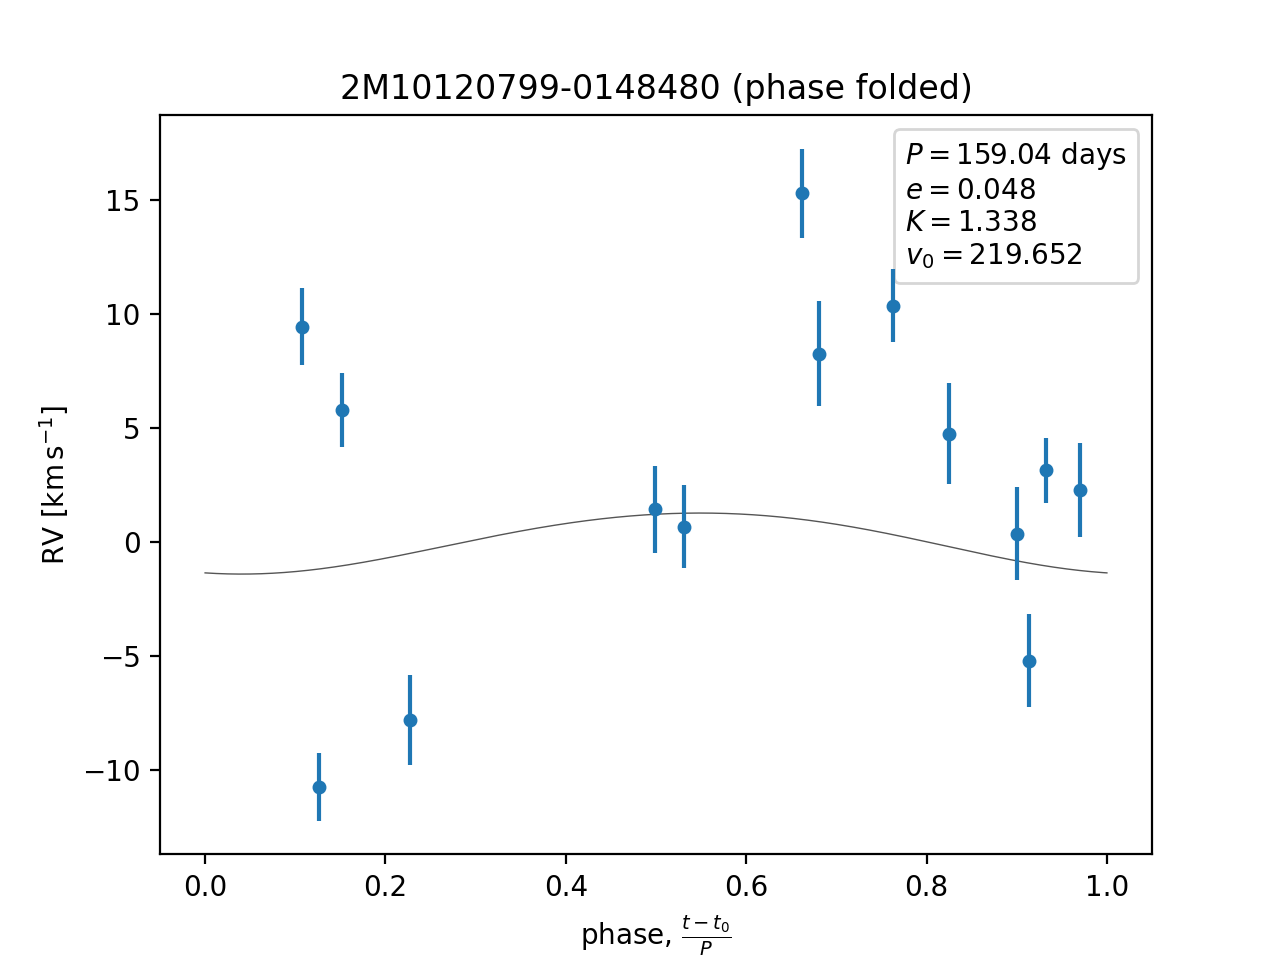 2M10120799-0148480 (phase folded)
P = 159.04 days
e = 0.048
K = 1.338
v₀ = 219.652
RV [km s⁻¹]
15
10
5
0
−5
−10
0.0 0.2 0.4 0.6 0.8 1.0
phase, (t − t₀)/P